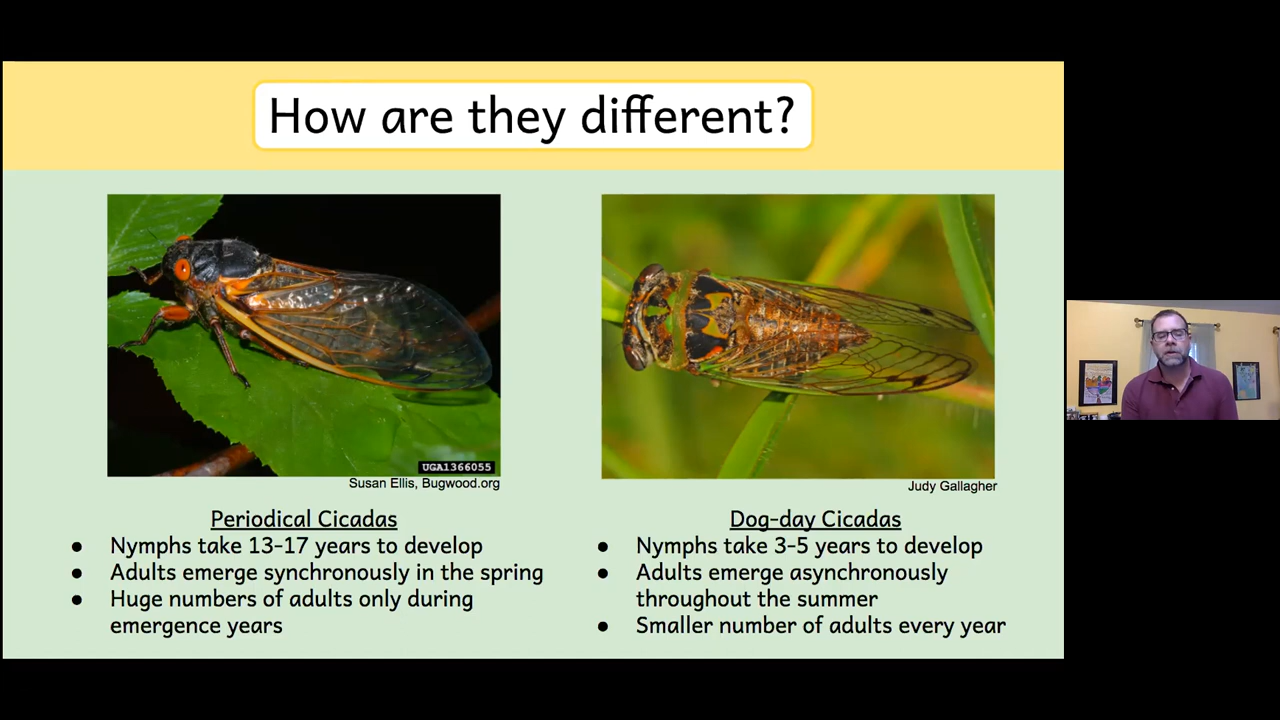 How are they different?
UGA1366055
Susan Ellis, Bugwood.org
Judy Gallagher
Periodical Cicadas
● Nymphs take 13-17 years to develop
● Adults emerge synchronously in the spring
● Huge numbers of adults only during
emergence years
Dog-day Cicadas
● Nymphs take 3-5 years to develop
● Adults emerge asynchronously
throughout the summer
● Smaller number of adults every year